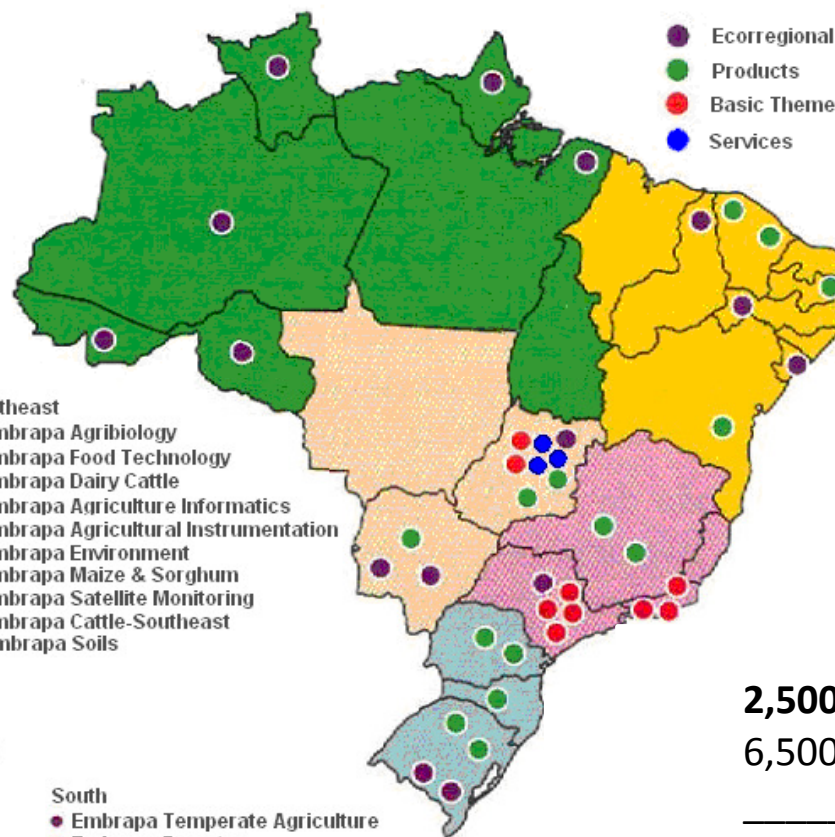 Ecorregional
Products
Basic Theme
Services
theast
mbrapa Agribiology
mbrapa Food Technology
mbrapa Dairy Cattle
mbrapa Agriculture Informatics
mbrapa Agricultural Instrumentation
mbrapa Environment
mbrapa Maize & Sorghum
mbrapa Satellite Monitoring
mbrapa Cattle-Southeast
mbrapa Soils
2,500
6,500
South
Embrapa Temperate Agriculture